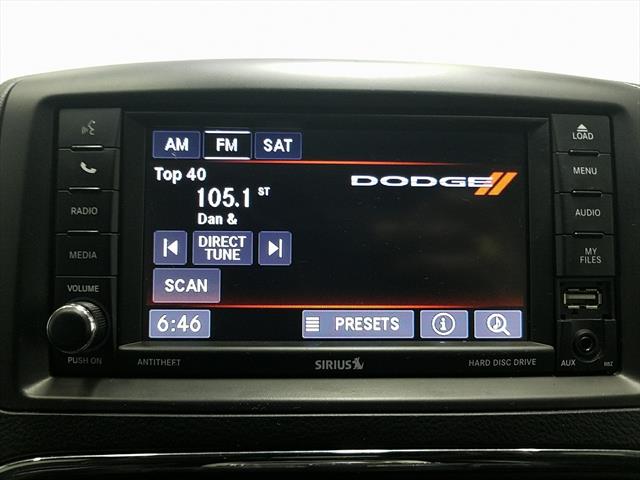 AM FM SAT
Top 40
DODGE
105.1 ST
Dan &
DIRECT
TUNE
SCAN
6:46 PRESETS
RADIO
MEDIA
VOLUME
PUSH ON
LOAD
MENU
AUDIO
MY
FILES
AUX
RBZ
ANTITHEFT
SIRIUS
HARD DISC DRIVE